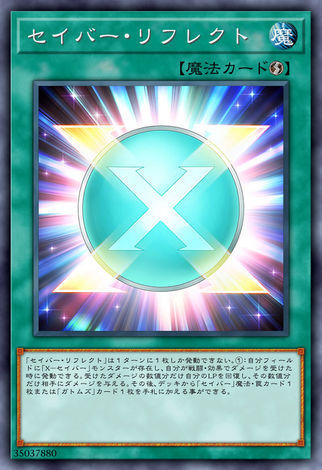 セイバー・リフレクト 魔
【魔法カード】
X
「セイバー・リフレクト」は1ターンに1枚しか発動できない。①:自分フィール
ドに「X-セイバー」モンスターが存在し、自分が戦闘・効果でダメージを受けた
時に発動できる。受けたダメージの数値分だけ自分のLPを回復し、その数値分
だけ相手にダメージを与える。その後、デッキから「セイバー」魔法・罠カード1
枚または「ガトムズ」カード1枚を手札に加える事ができる。
35037880